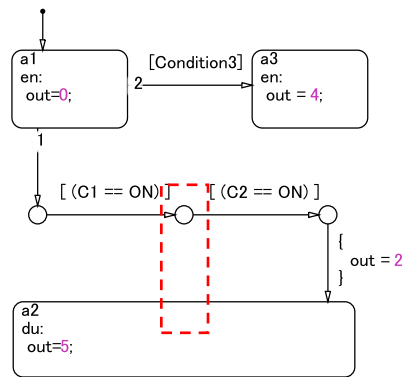 a1
en:
out=0;
2
[Condition3]
a3
en:
out = 4;
1
[ (C1 == ON) ]
[ (C2 == ON) ]
{
out = 2
}
a2
du:
out=5;